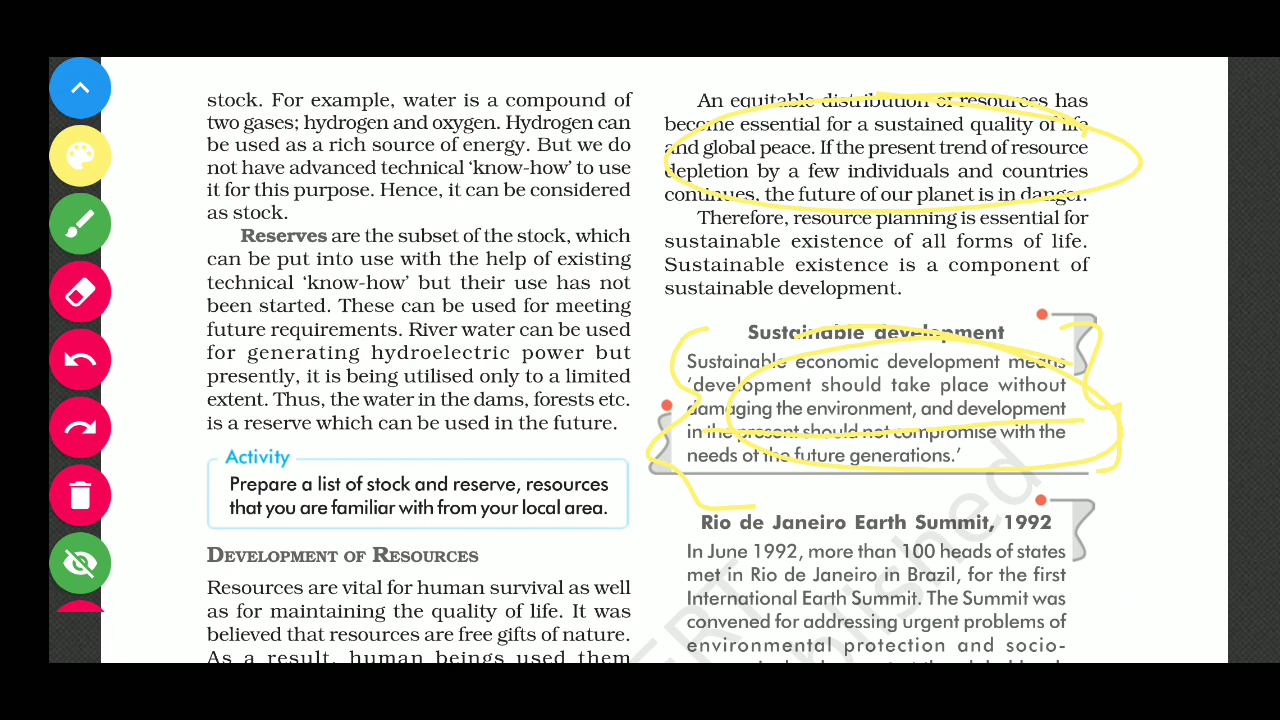 stock. For example, water is a compound of
two gases; hydrogen and oxygen. Hydrogen can
be used as a rich source of energy. But we do
not have advanced technical ‘know-how’ to use
it for this purpose. Hence, it can be considered
as stock.
Reserves are the subset of the stock, which
can be put into use with the help of existing
technical ‘know-how’ but their use has not
been started. These can be used for meeting
future requirements. River water can be used
for generating hydroelectric power but
presently, it is being utilised only to a limited
extent. Thus, the water in the dams, forests etc.
is a reserve which can be used in the future.
Activity
Prepare a list of stock and reserve, resources
that you are familiar with from your local area.
DEVELOPMENT OF RESOURCES
Resources are vital for human survival as well
as for maintaining the quality of life. It was
believed that resources are free gifts of nature.
As a result, human beings used them
An equitable distribution of resources has
become essential for a sustained quality of life
and global peace. If the present trend of resource
depletion by a few individuals and countries
continues, the future of our planet is in danger.
Therefore, resource planning is essential for
sustainable existence of all forms of life.
Sustainable existence is a component of
sustainable development.
Sustainable development
Sustainable economic development means
‘development should take place without
damaging the environment, and development
in the present should not compromise with the
needs of the future generations.’
Rio de Janeiro Earth Summit, 1992
In June 1992, more than 100 heads of states
met in Rio de Janeiro in Brazil, for the first
International Earth Summit. The Summit was
convened for addressing urgent problems of
environmental protection and socio-